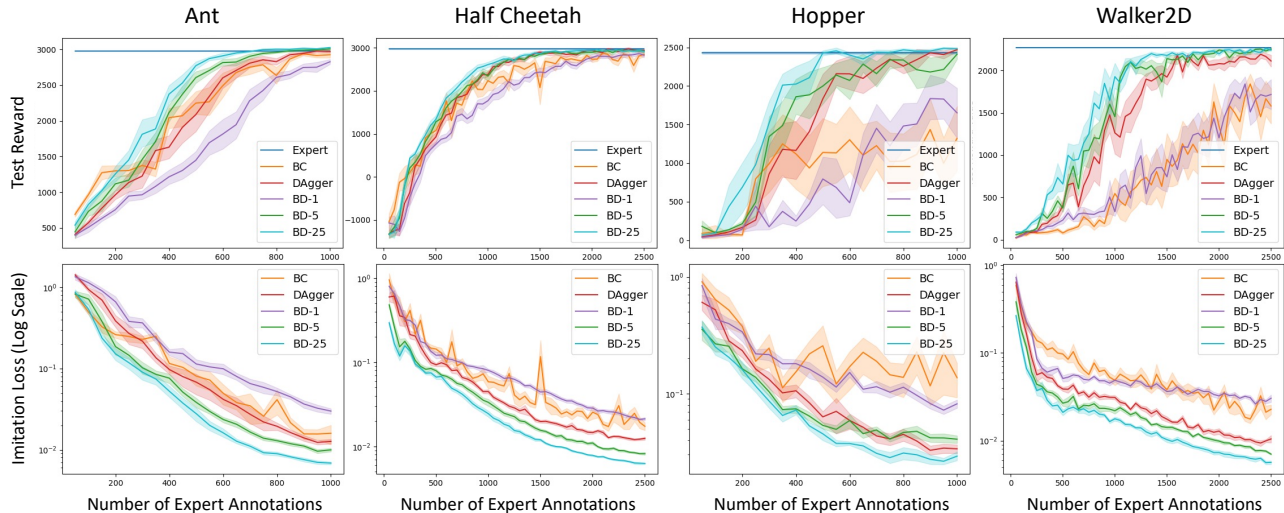 Ant
Half Cheetah
Hopper
Walker2D
Test Reward
3000
2500
2000
1500
1000
500
200 400 600 800 1000
Expert
BC
DAgger
BD-1
BD-5
BD-25
3000
2000
1000
0
−1000
0 500 1000 1500 2000 2500
Expert
BC
DAgger
BD-1
BD-5
BD-25
2500
2000
1500
1000
500
0
0 200 400 600 800 1000
Expert
BC
DAgger
BD-1
BD-5
BD-25
2000
1500
1000
500
0
0 500 1000 1500 2000 2500
Expert
BC
DAgger
BD-1
BD-5
BD-25
Imitation Loss (Log Scale)
10⁰
10⁻¹
10⁻²
200 400 600 800 1000
BC
DAgger
BD-1
BD-5
BD-25
Number of Expert Annotations
10⁰
10⁻¹
10⁻²
0 500 1000 1500 2000 2500
BC
DAgger
BD-1
BD-5
BD-25
Number of Expert Annotations
10⁰
10⁻¹
0 200 400 600 800 1000
BC
DAgger
BD-1
BD-5
BD-25
Number of Expert Annotations
10⁰
10⁻¹
10⁻²
0 500 1000 1500 2000 2500
BC
DAgger
BD-1
BD-5
BD-25
Number of Expert Annotations